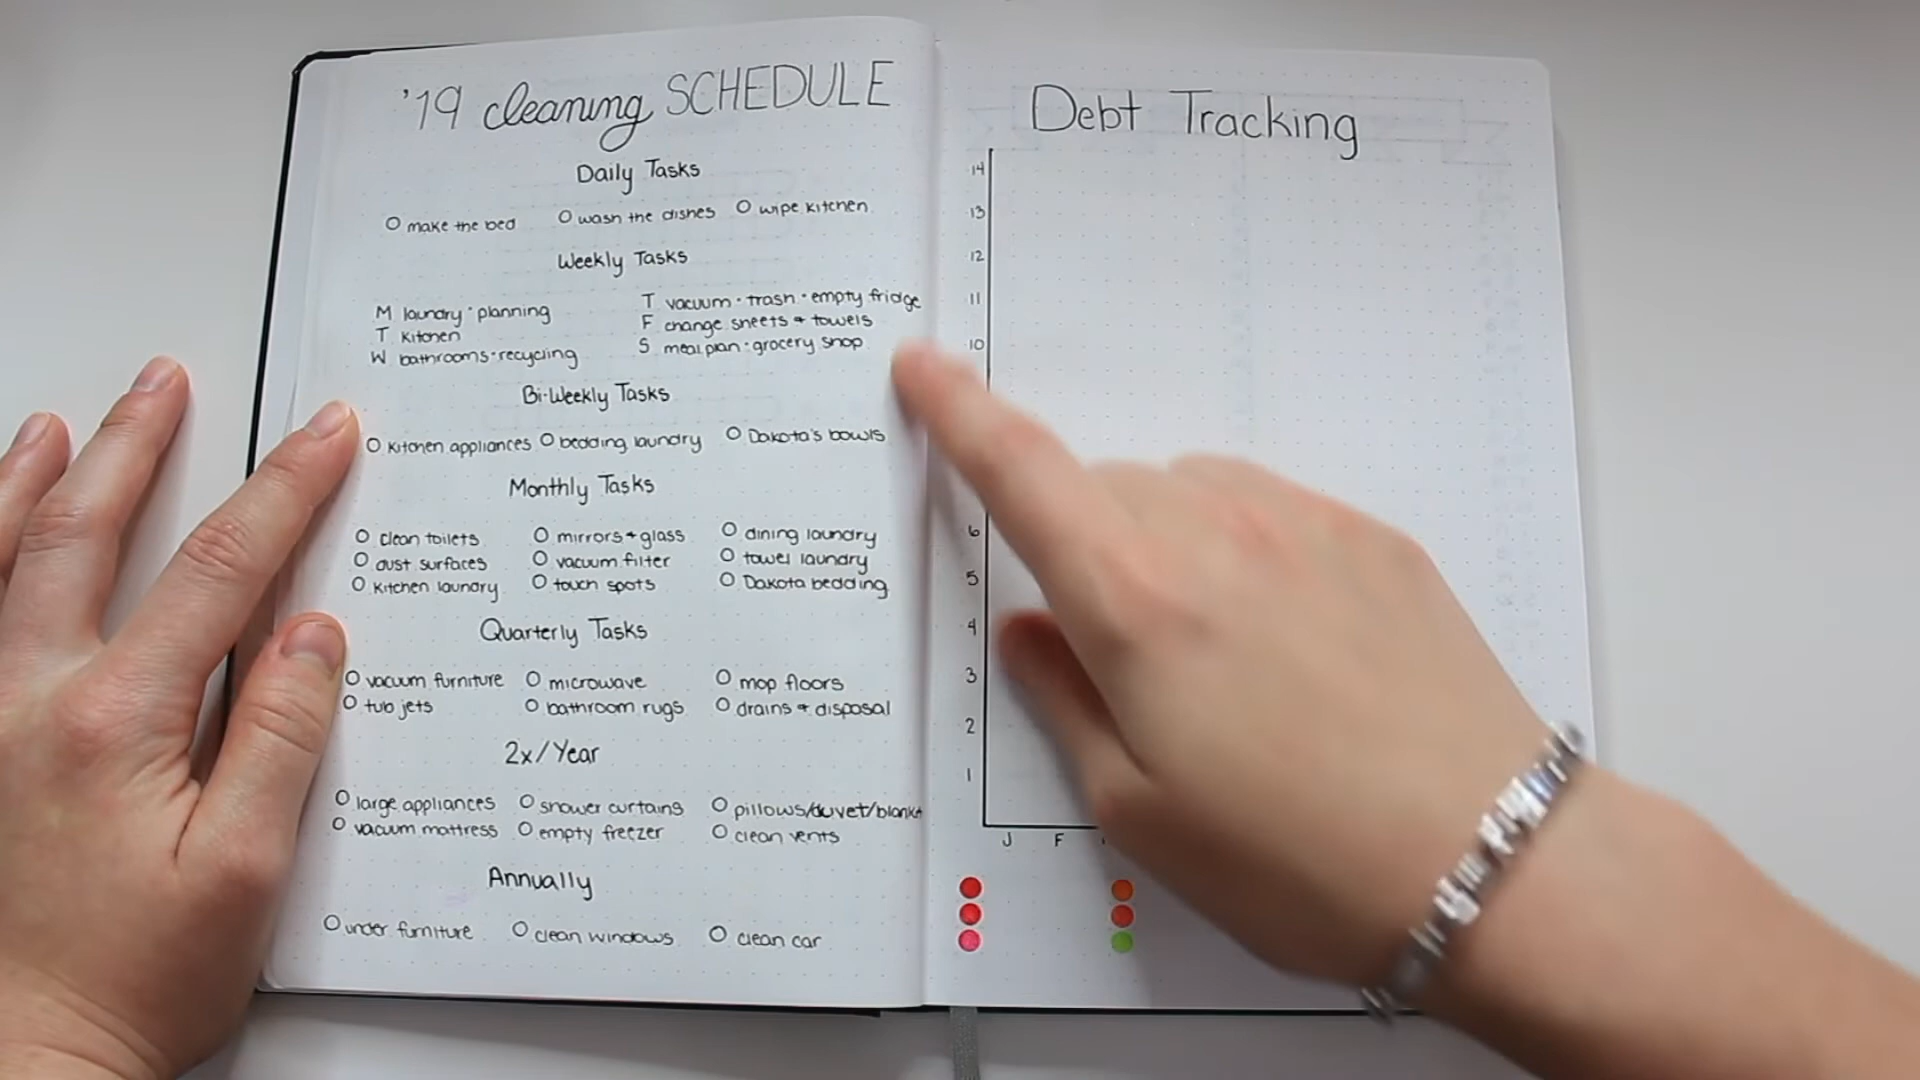 '19 cleaning SCHEDULE
Daily Tasks
make the bed
wash the dishes
wipe kitchen
Weekly Tasks
M laundry · planning
T kitchen
W bathrooms · recycling
T vacuum · trash · empty fridge
F change sheets + towels
S meal plan · grocery shop
Bi-Weekly Tasks
kitchen appliances
bedding laundry
Dakota's bowls
Monthly Tasks
clean toilets
mirrors + glass
dining laundry
dust surfaces
vacuum filter
towel laundry
kitchen laundry
touch spots
Dakota bedding
Quarterly Tasks
vacuum furniture
microwave
mop floors
tub jets
bathroom rugs
drains + disposal
2x/Year
large appliances
shower curtains
pillows/duvet/blankt
vacuum mattress
empty freezer
clean vents
Annually
under furniture
clean windows
clean car
Debt Tracking
14
13
12
11
10
6
5
4
3
2
1
J F